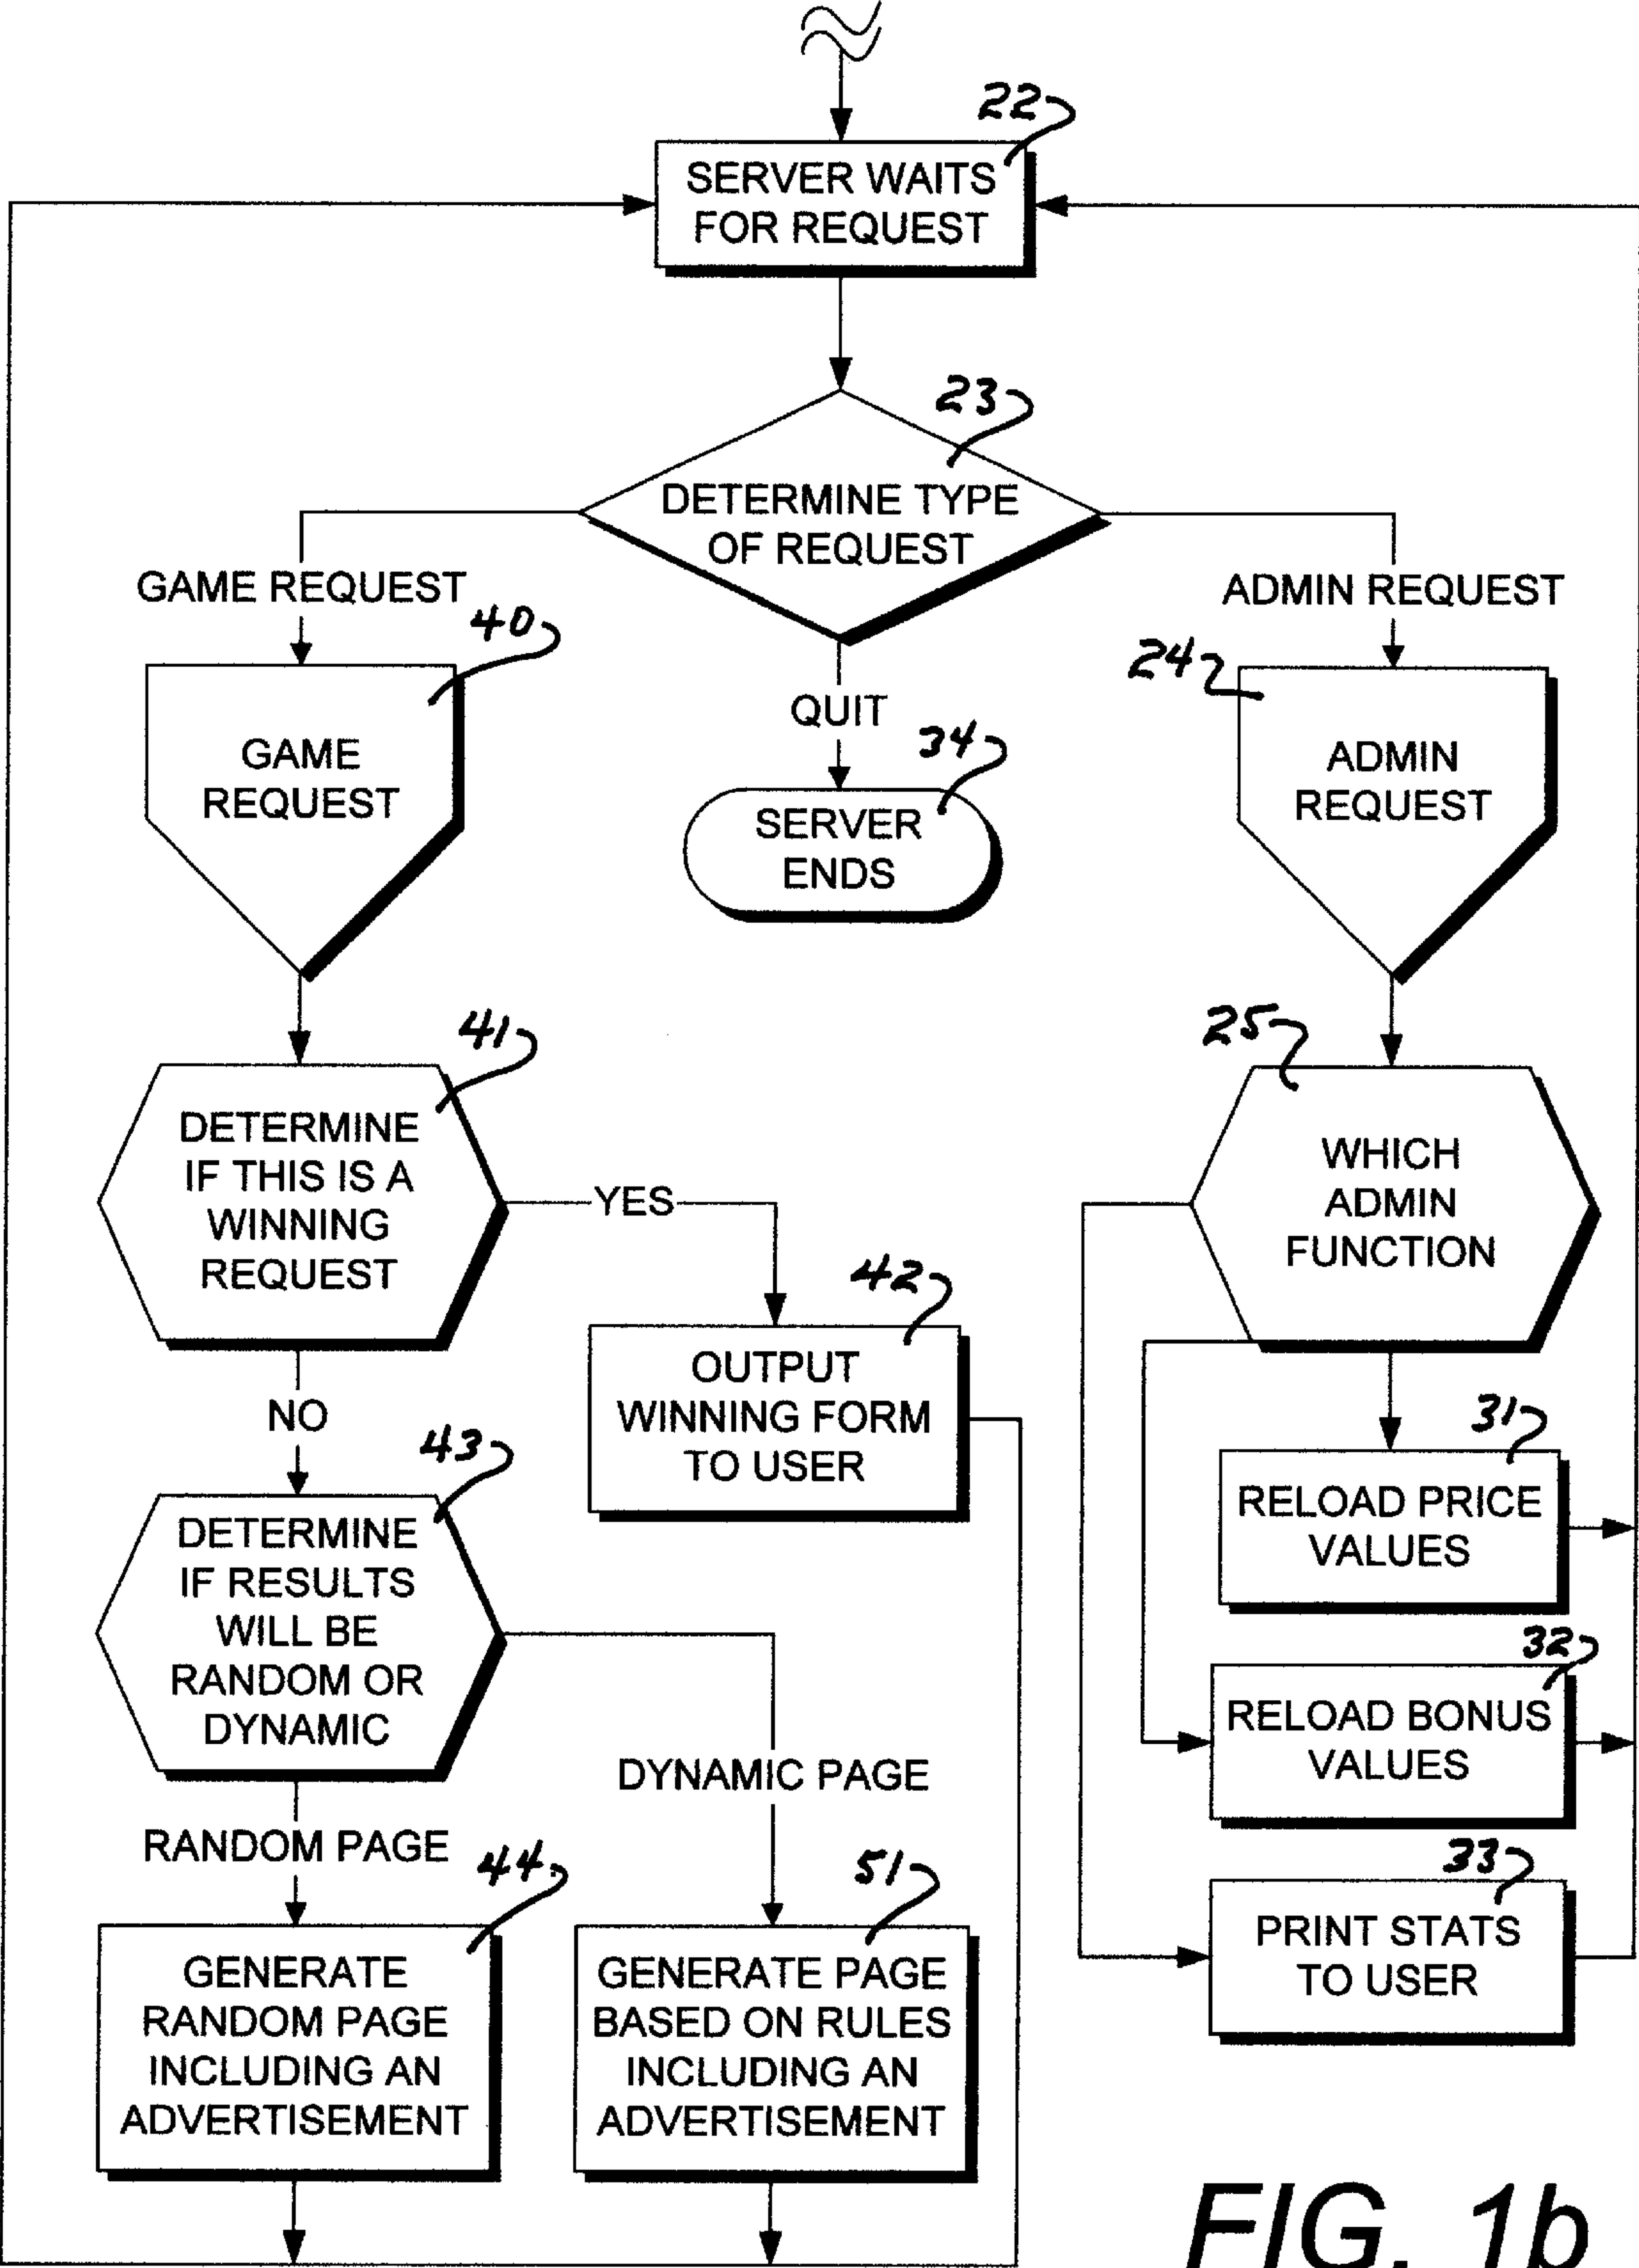 22
SERVER WAITS
FOR REQUEST
23
DETERMINE TYPE
OF REQUEST
GAME REQUEST
ADMIN REQUEST
40
24
GAME
REQUEST
QUIT
34
SERVER
ENDS
ADMIN
REQUEST
41
25
DETERMINE
IF THIS IS A
WINNING
REQUEST
YES
WHICH
ADMIN
FUNCTION
42
OUTPUT
WINNING FORM
TO USER
NO
43
31
RELOAD PRICE
VALUES
DETERMINE
IF RESULTS
WILL BE
RANDOM OR
DYNAMIC
32
RELOAD BONUS
VALUES
DYNAMIC PAGE
RANDOM PAGE
44
51
33
PRINT STATS
TO USER
GENERATE
RANDOM PAGE
INCLUDING AN
ADVERTISEMENT
GENERATE PAGE
BASED ON RULES
INCLUDING AN
ADVERTISEMENT
FIG. 1b